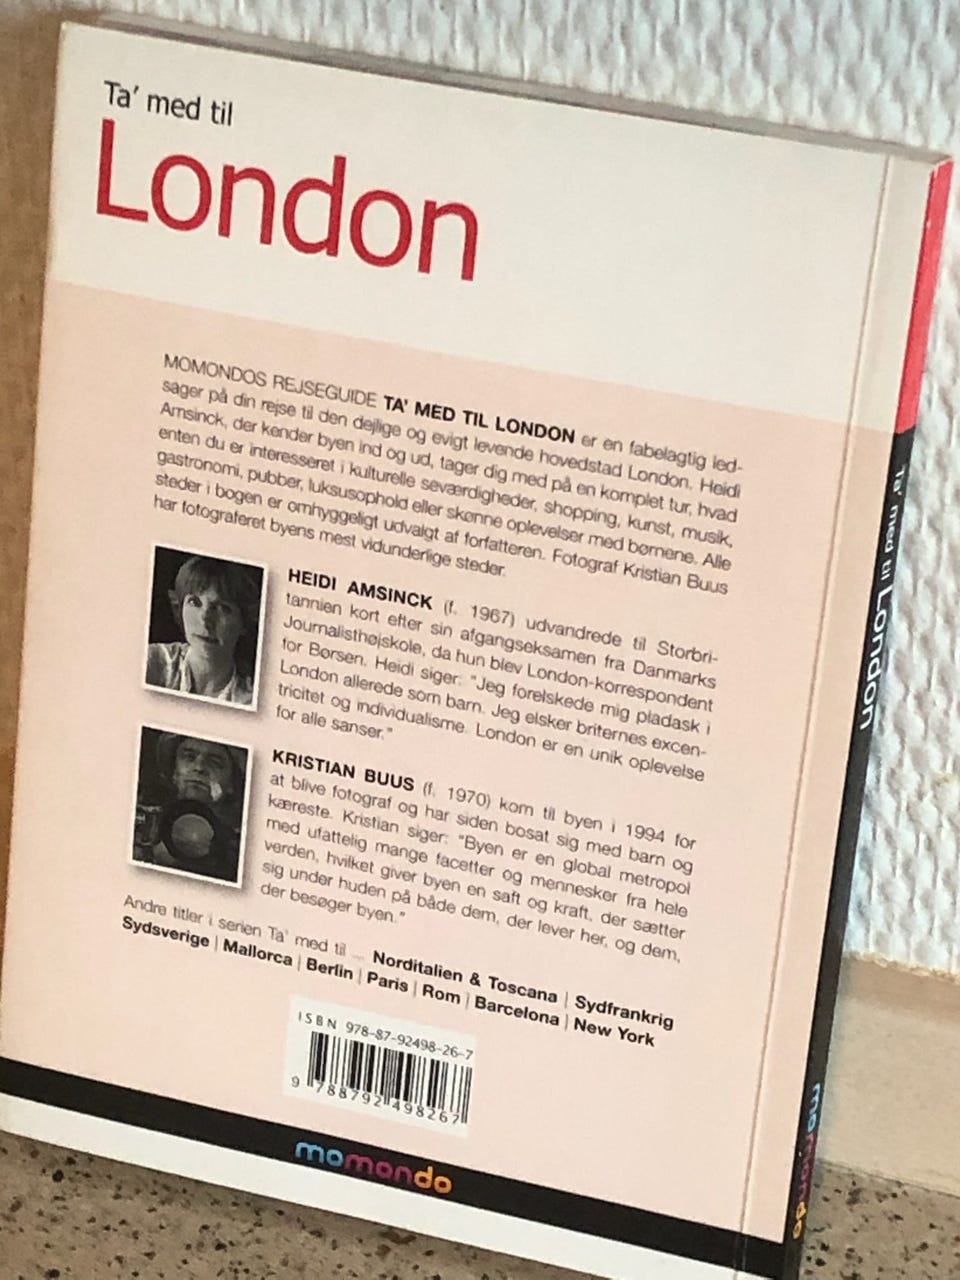 Ta' med til
London
MOMONDOS REJSEGUIDE TA' MED TIL LONDON er en fabelagtig led-
sager på din rejse til den dejlige og evigt levende hovedstad London. Heidi
Amsinck, der kender byen ind og ud, tager dig med på en komplet tur, hvad
enten du er interesseret i kulturelle seværdigheder, shopping, kunst, musik,
gastronomi, pubber, luksusophold eller skønne oplevelser med børnene. Alle
steder i bogen er omhyggeligt udvalgt af forfatteren. Fotograf Kristian Buus
har fotograferet byens mest vidunderlige steder.
HEIDI AMSINCK (f. 1967) udvandrede til Storbri-
tannien kort efter sin afgangseksamen fra Danmarks
Journalisthøjskole, da hun blev London-korrespondent
for Børsen. Heidi siger: "Jeg forelskede mig pladask i
London allerede som barn. Jeg elsker briternes excen-
tricitet og individualisme. London er en unik oplevelse
for alle sanser."
KRISTIAN BUUS (f. 1970) kom til byen i 1994 for
at blive fotograf og har siden bosat sig med barn og
kæreste. Kristian siger: "Byen er en global metropol
med ufattelig mange facetter og mennesker fra hele
verden, hvilket giver byen en saft og kraft, der sætter
sig under huden på både dem, der lever her, og dem,
der besøger byen."
Andre titler i serien Ta' med til ... Norditalien & Toscana | Sydfrankrig
Sydsverige | Mallorca | Berlin | Paris | Rom | Barcelona | New York
ISBN 978-87-92498-26-7
9 788792 498267
momondo
Ta' med til London
momondo